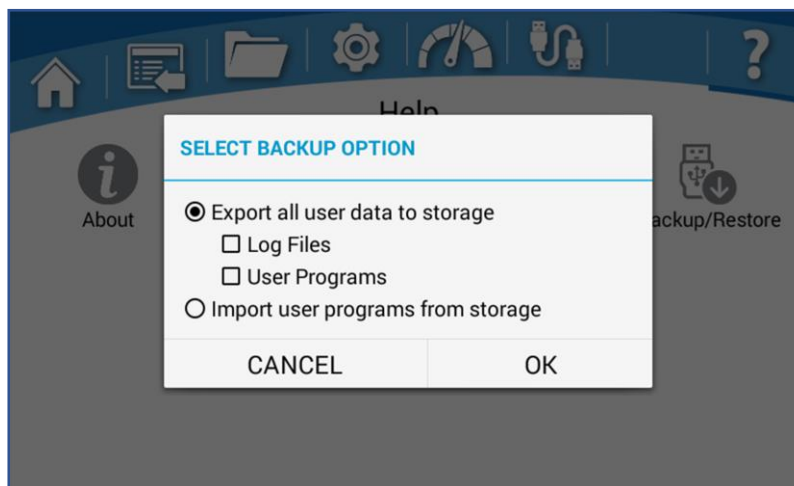 ?
Help
SELECT BACKUP OPTION
i
About
ackup/Restore
Export all user data to storage
Log Files
User Programs
Import user programs from storage
CANCEL
OK